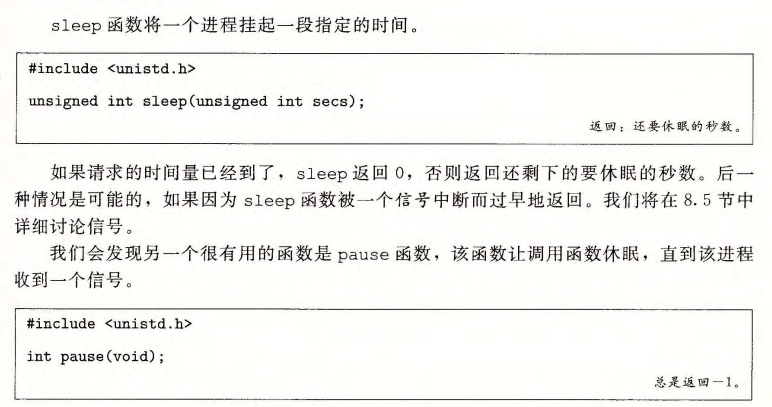 sleep 函数将一个进程挂起一段指定的时间。
#include <unistd.h>
unsigned int sleep(unsigned int secs);
返回：还要休眠的秒数。
如果请求的时间量已经到了，sleep 返回 0，否则返回还剩下的要休眠的秒数。后一
种情况是可能的，如果因为 sleep 函数被一个信号中断而过早地返回。我们将在 8.5 节中
详细讨论信号。
我们会发现另一个很有用的函数是 pause 函数，该函数让调用函数休眠，直到该进程
收到一个信号。
#include <unistd.h>
int pause(void);
总是返回－1。